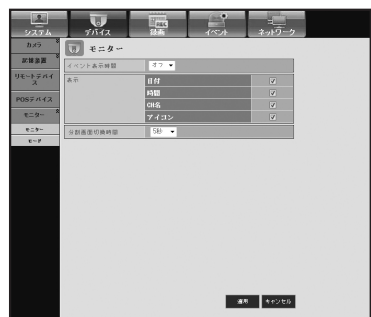 システム
デバイス
REC
録画
イベント
ネットワーク
カメラ
記憶装置
リモートデバイス
POSデバイス
モニター
モニター
モード
モニター
イベント表示時間 オフ
表示
日付
時間
CH名
アイコン
分割画面切換時間 5秒
適用 キャンセル